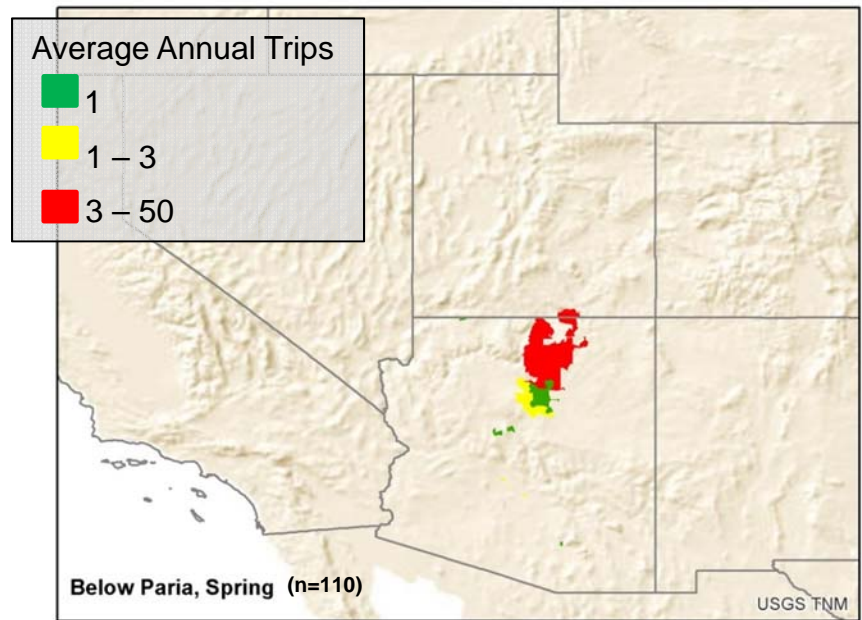 Average Annual Trips
1
1 – 3
3 – 50
Below Paria, Spring (n=110)
USGS TNM